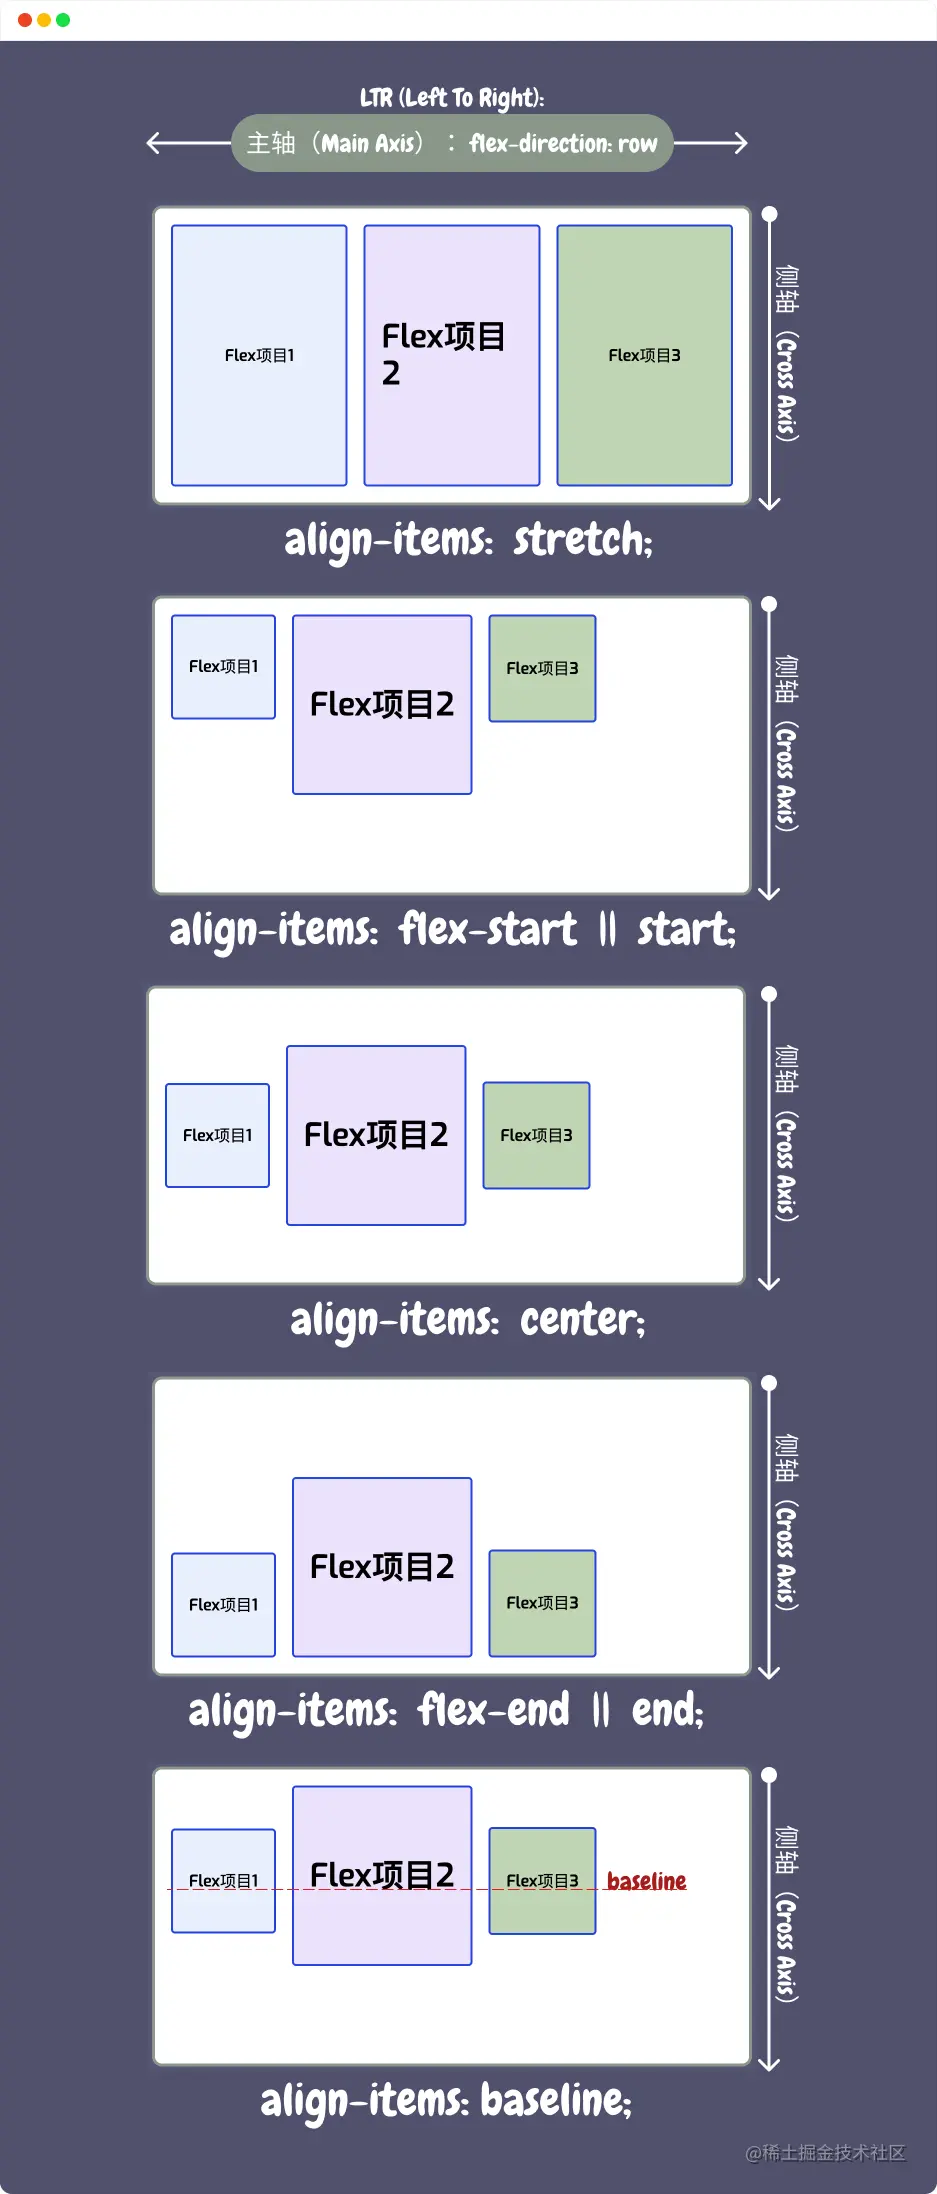 LTR (Left To Right):
主轴（Main Axis）：flex-direction: row
Flex项目1
Flex项目
2
Flex项目3
侧轴（Cross Axis）
align-items: stretch;
Flex项目1
Flex项目2
Flex项目3
侧轴（Cross Axis）
align-items: flex-start || start;
Flex项目1
Flex项目2
Flex项目3
侧轴（Cross Axis）
align-items: center;
Flex项目1
Flex项目2
Flex项目3
侧轴（Cross Axis）
align-items: flex-end || end;
Flex项目1
Flex项目2
Flex项目3
baseline
侧轴（Cross Axis）
align-items: baseline;
@稀土掘金技术社区